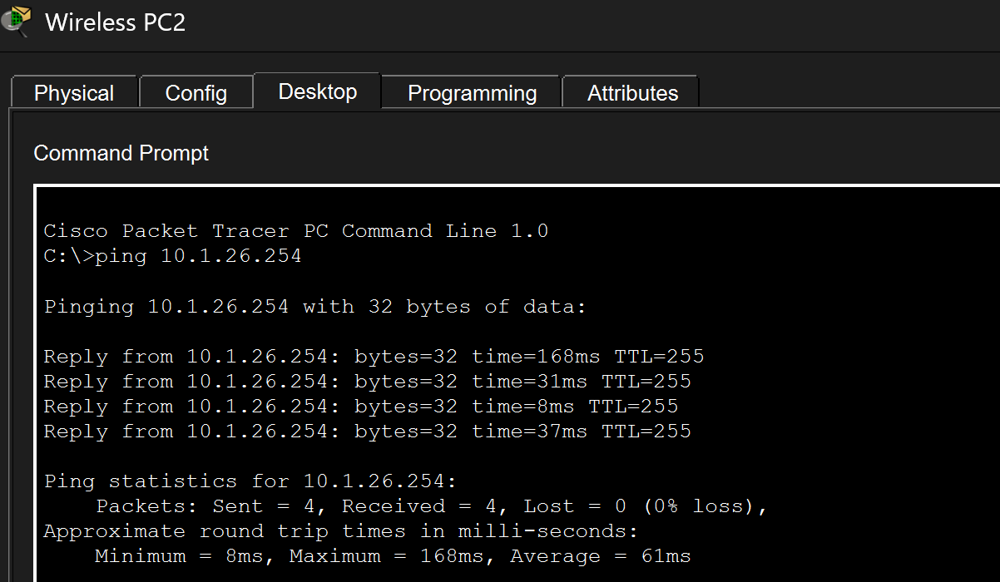 Wireless PC2
Physical Config Desktop Programming Attributes
Command Prompt
Cisco Packet Tracer PC Command Line 1.0
C:\>ping 10.1.26.254
Pinging 10.1.26.254 with 32 bytes of data:
Reply from 10.1.26.254: bytes=32 time=168ms TTL=255
Reply from 10.1.26.254: bytes=32 time=31ms TTL=255
Reply from 10.1.26.254: bytes=32 time=8ms TTL=255
Reply from 10.1.26.254: bytes=32 time=37ms TTL=255
Ping statistics for 10.1.26.254:
Packets: Sent = 4, Received = 4, Lost = 0 (0% loss),
Approximate round trip times in milli-seconds:
Minimum = 8ms, Maximum = 168ms, Average = 61ms